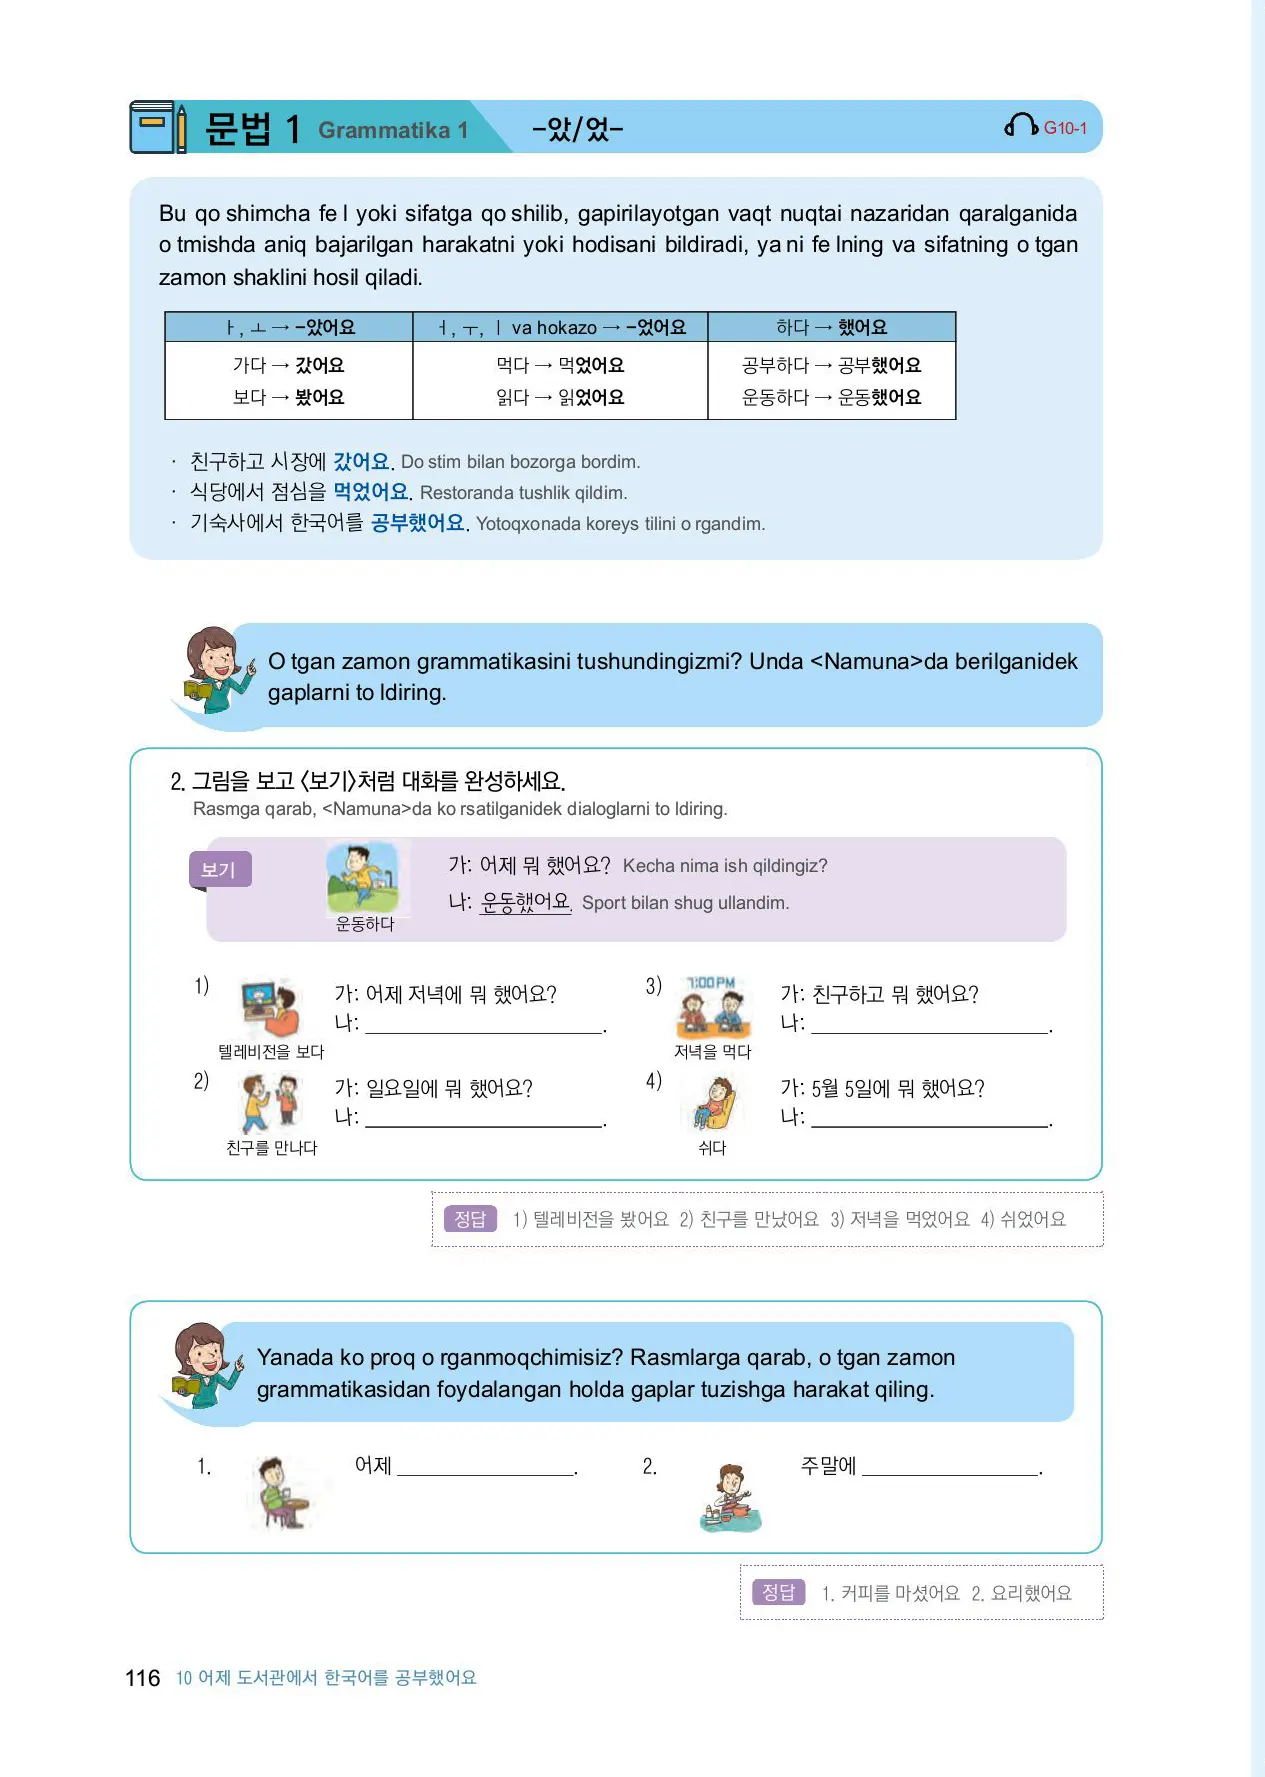 문법 1 Grammatika 1 -았/었- G10-1
Bu qo shimcha fe l yoki sifatga qo shilib, gapirilayotgan vaqt nuqtai nazaridan qaralganida
o tmishda aniq bajarilgan harakatni yoki hodisani bildiradi, ya ni fe lning va sifatning o tgan
zamon shaklini hosil qiladi.
ㅏ, ㅗ → -았어요 ㅓ, ㅜ, ㅣ va hokazo → -었어요 하다 → 했어요
가다 → 갔어요 먹다 → 먹었어요 공부하다 → 공부했어요
보다 → 봤어요 읽다 → 읽었어요 운동하다 → 운동했어요
· 친구하고 시장에 갔어요. Do stim bilan bozorga bordim.
· 식당에서 점심을 먹었어요. Restoranda tushlik qildim.
· 기숙사에서 한국어를 공부했어요. Yotoqxonada koreys tilini o rgandim.
O tgan zamon grammatikasini tushundingizmi? Unda <Namuna>da berilganidek
gaplarni to ldiring.
2. 그림을 보고 〈보기〉처럼 대화를 완성하세요.
Rasmga qarab, <Namuna>da ko rsatilganidek dialoglarni to ldiring.
보기
가: 어제 뭐 했어요? Kecha nima ish qildingiz?
나: 운동했어요. Sport bilan shug ullandim.
운동하다
1) 가: 어제 저녁에 뭐 했어요?
나: ____________________.
텔레비전을 보다
2) 가: 일요일에 뭐 했어요?
나: ____________________.
친구를 만나다
3) 7:00 PM 가: 친구하고 뭐 했어요?
나: ____________________.
저녁을 먹다
4) 가: 5월 5일에 뭐 했어요?
나: ____________________.
쉬다
정답 1) 텔레비전을 봤어요 2) 친구를 만났어요 3) 저녁을 먹었어요 4) 쉬었어요
Yanada ko proq o rganmoqchimisiz? Rasmlarga qarab, o tgan zamon
grammatikasidan foydalangan holda gaplar tuzishga harakat qiling.
1. 어제 _______________. 2. 주말에 _______________.
정답 1. 커피를 마셨어요 2. 요리했어요
116 10 어제 도서관에서 한국어를 공부했어요